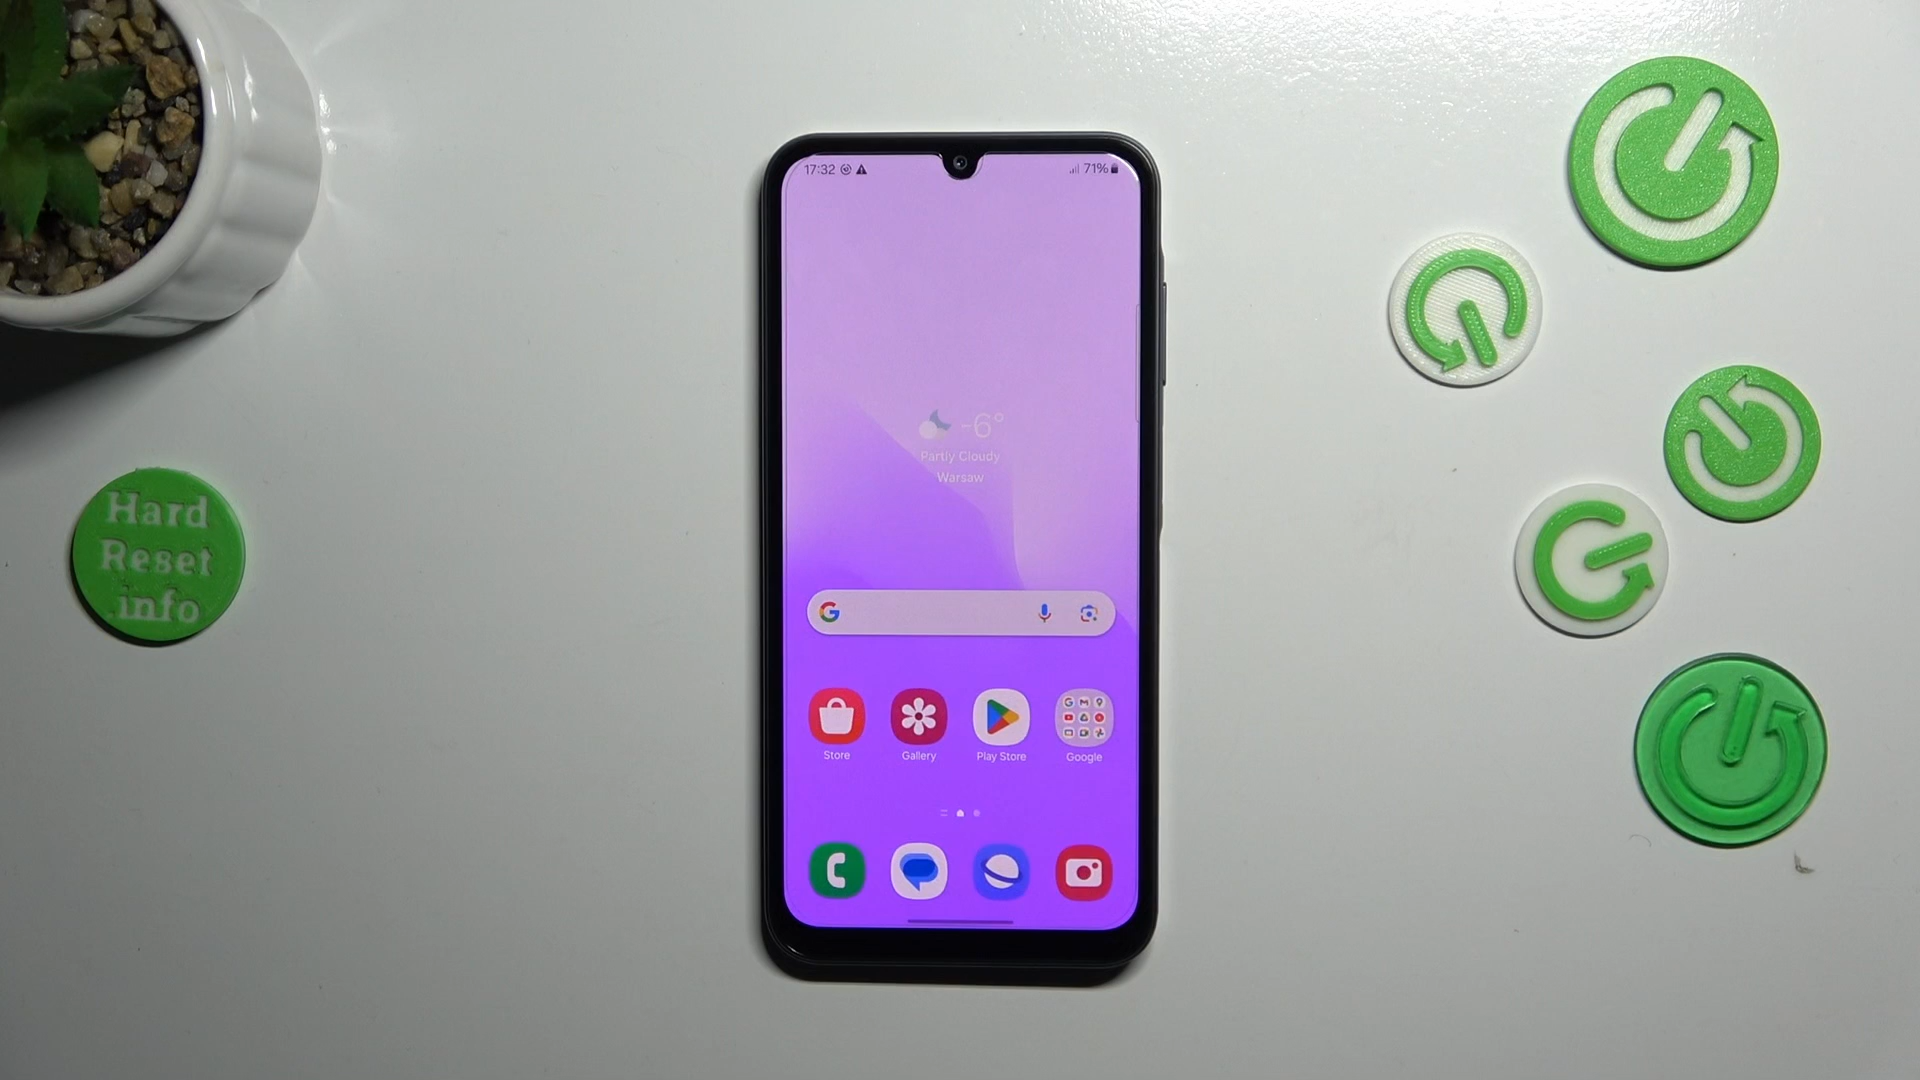 17:32
71%
-6°
Partly Cloudy
Warsaw
Store
Gallery
Play Store
Google
Hard
Reset
.info